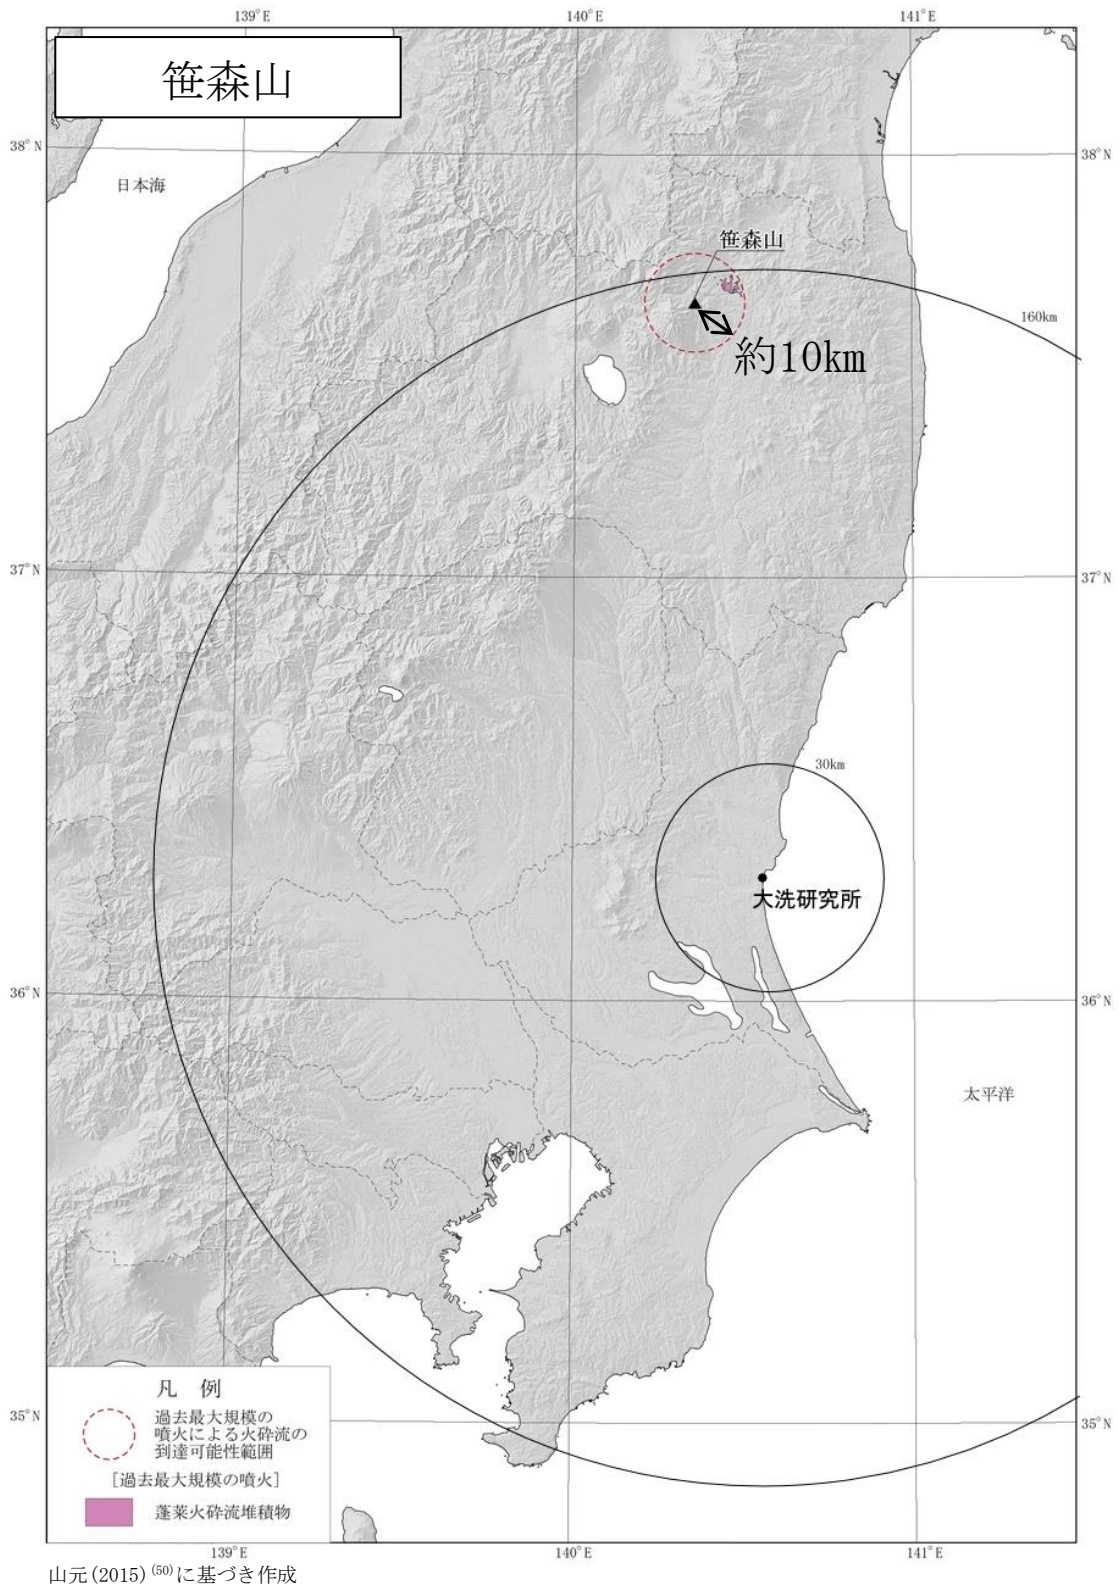 139°E
140°E
141°E
笹森山
38°N
38°N
日本海
笹森山
160km
約10km
37°N
37°N
30km
大洗研究所
36°N
36°N
太平洋
凡 例
過去最大規模の
噴火による火砕流の
到達可能性範囲
[過去最大規模の噴火]
蓬莱火砕流堆積物
35°N
35°N
139°E
140°E
141°E
山元(2015)(50)に基づき作成